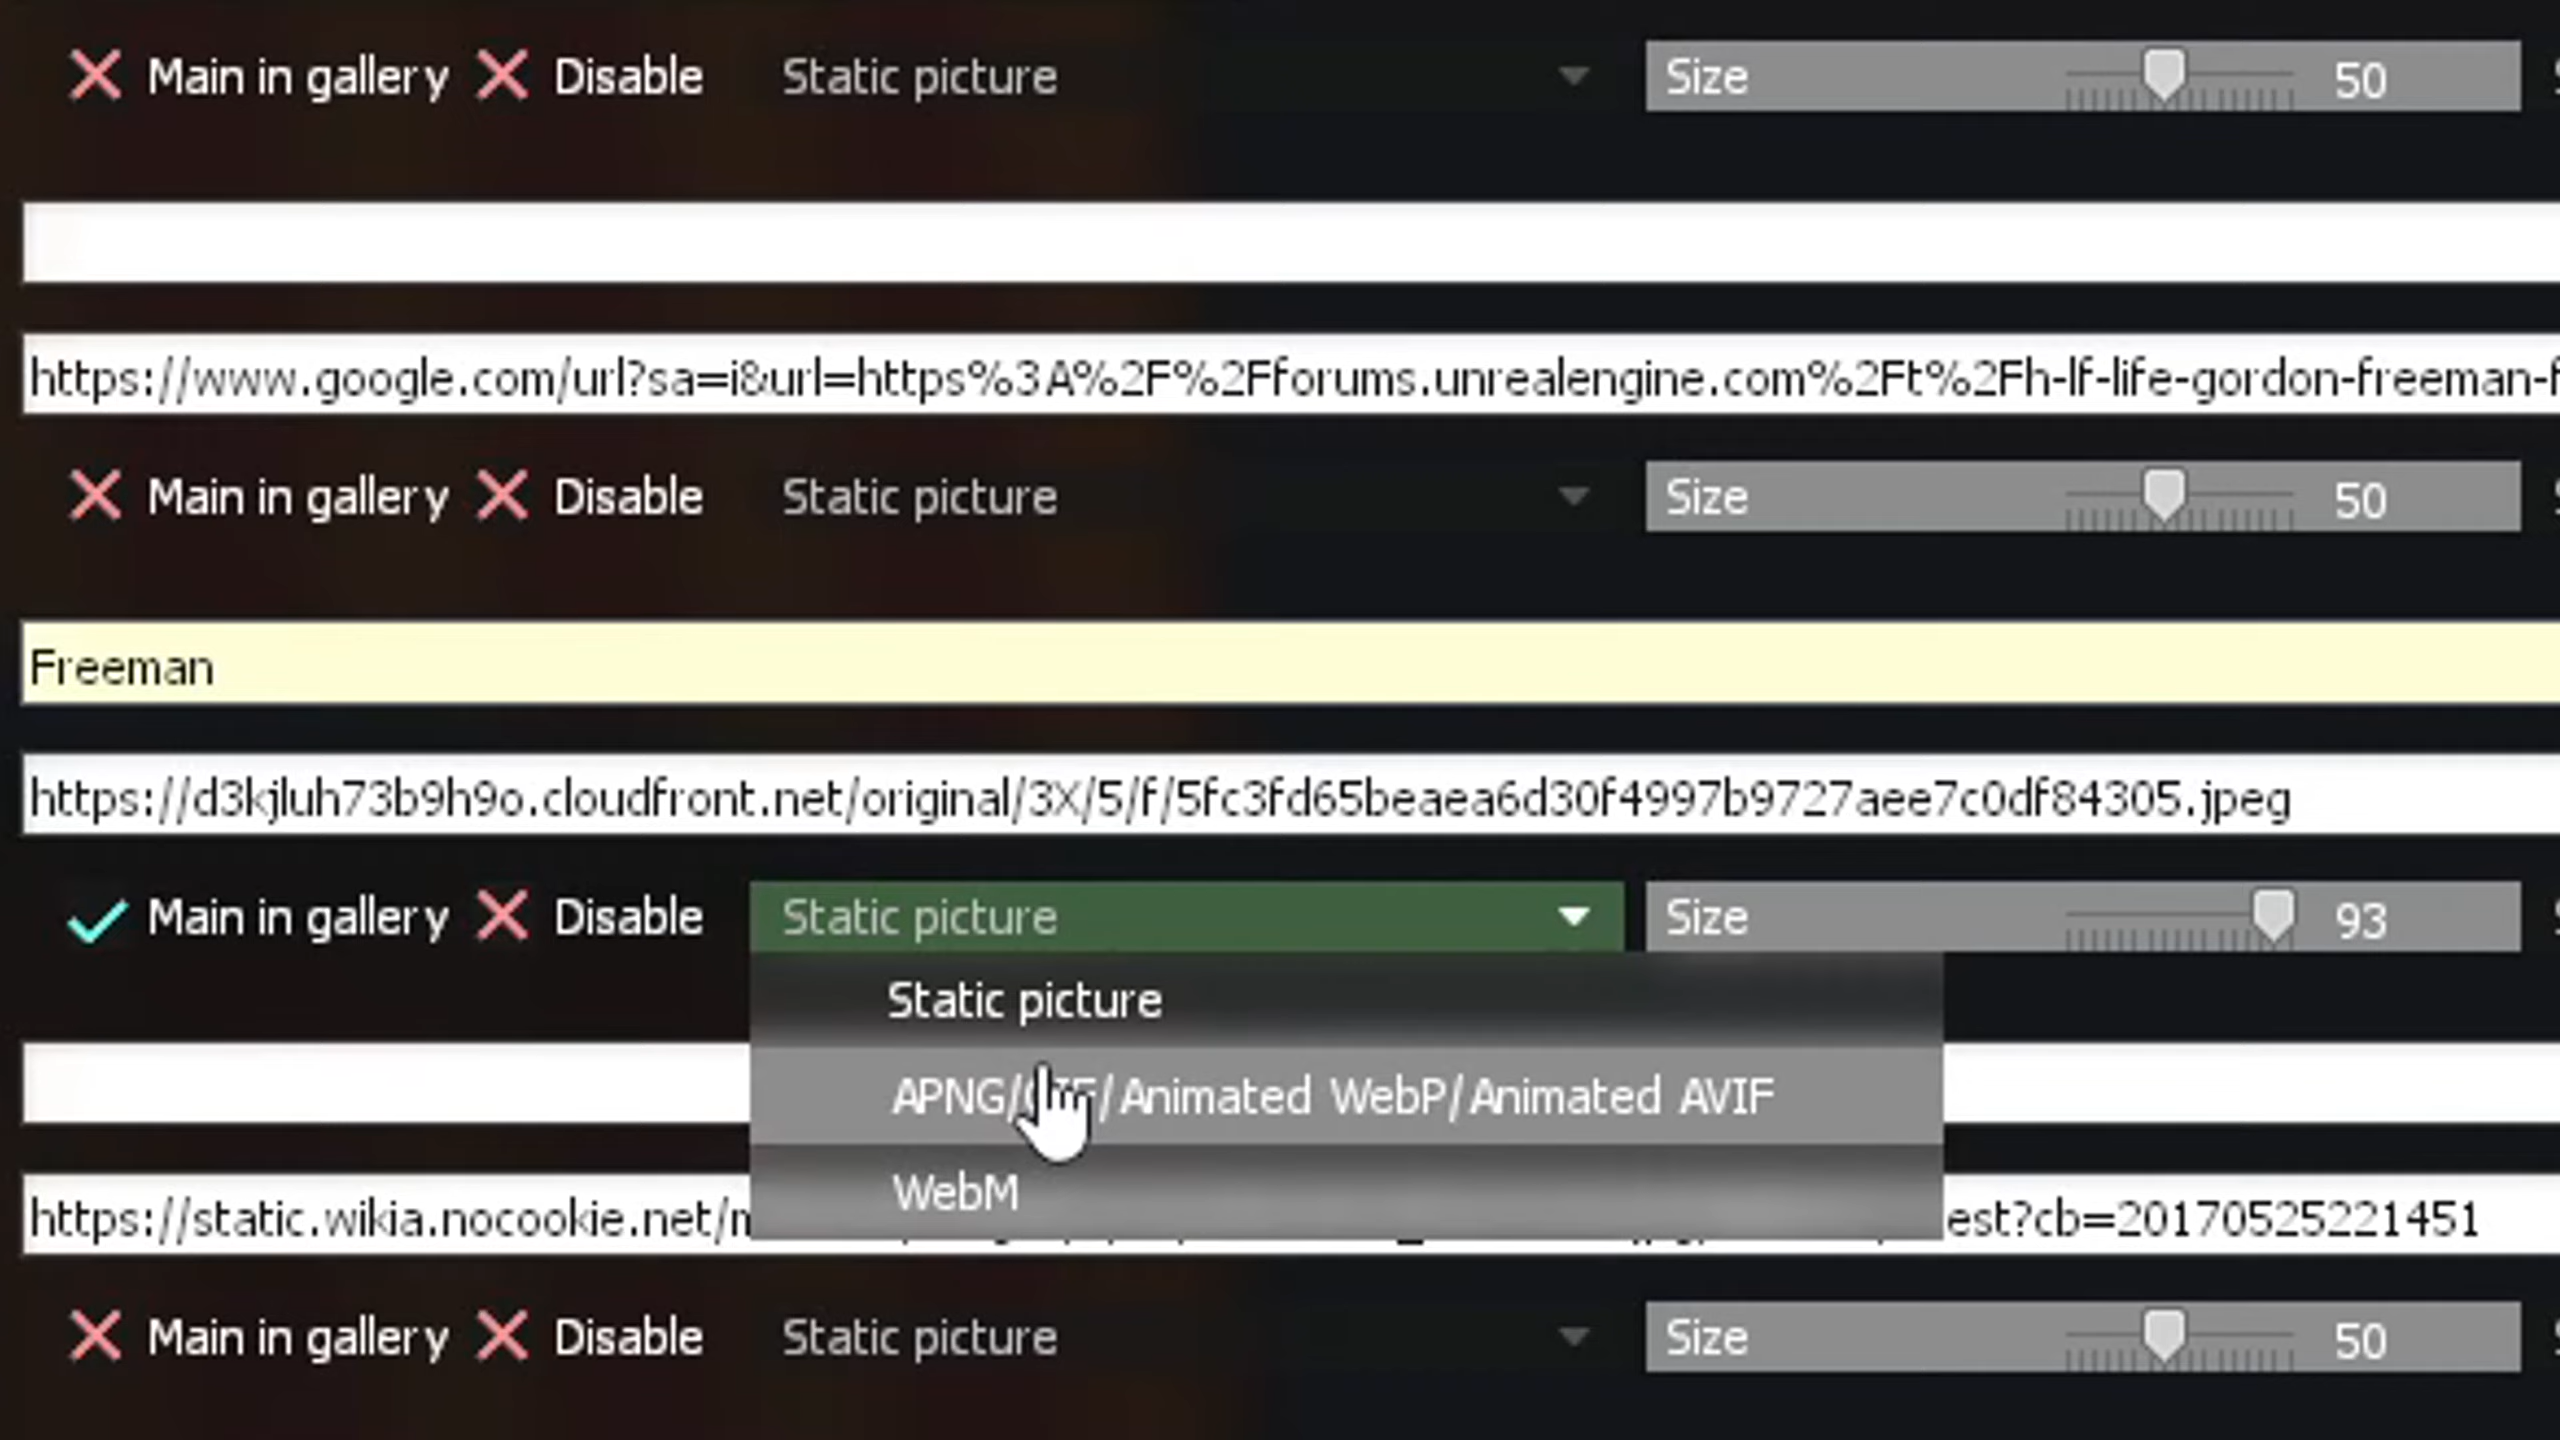 Main in gallery Disable Static picture Size 50
https://www.google.com/url?sa=i&url=https%3A%2F%2Fforums.unrealengine.com%2Ft%2Fh-lf-life-gordon-freeman-f
Main in gallery Disable Static picture Size 50
Freeman
https://d3kjluh73b9h9o.cloudfront.net/original/3X/5/f/5fc3fd65beaea6d30f4997b9727aee7c0df84305.jpeg
Main in gallery Disable Static picture Size 93
Static picture
APNG/GIF/Animated WebP/Animated AVIF
WebM
https://static.wikia.nocookie.net/m est?cb=20170525221451
Main in gallery Disable Static picture Size 50